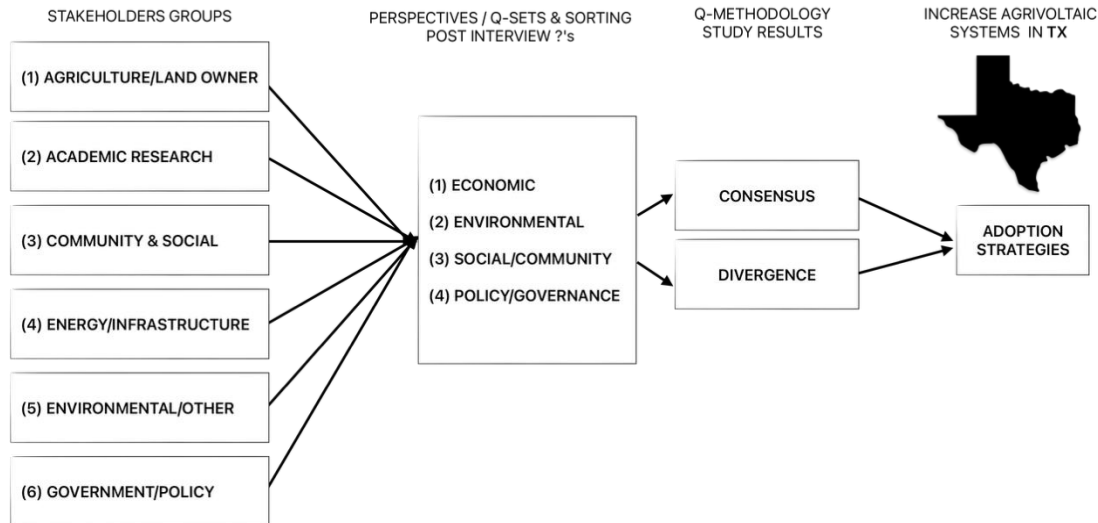 STAKEHOLDERS GROUPS
PERSPECTIVES / Q-SETS & SORTING
POST INTERVIEW ?'s
Q-METHODOLOGY
STUDY RESULTS
INCREASE AGRIVOLTAIC
SYSTEMS IN TX
(1) AGRICULTURE/LAND OWNER
(2) ACADEMIC RESEARCH
(3) COMMUNITY & SOCIAL
(4) ENERGY/INFRASTRUCTURE
(5) ENVIRONMENTAL/OTHER
(6) GOVERNMENT/POLICY
(1) ECONOMIC
(2) ENVIRONMENTAL
(3) SOCIAL/COMMUNITY
(4) POLICY/GOVERNANCE
CONSENSUS
DIVERGENCE
ADOPTION
STRATEGIES